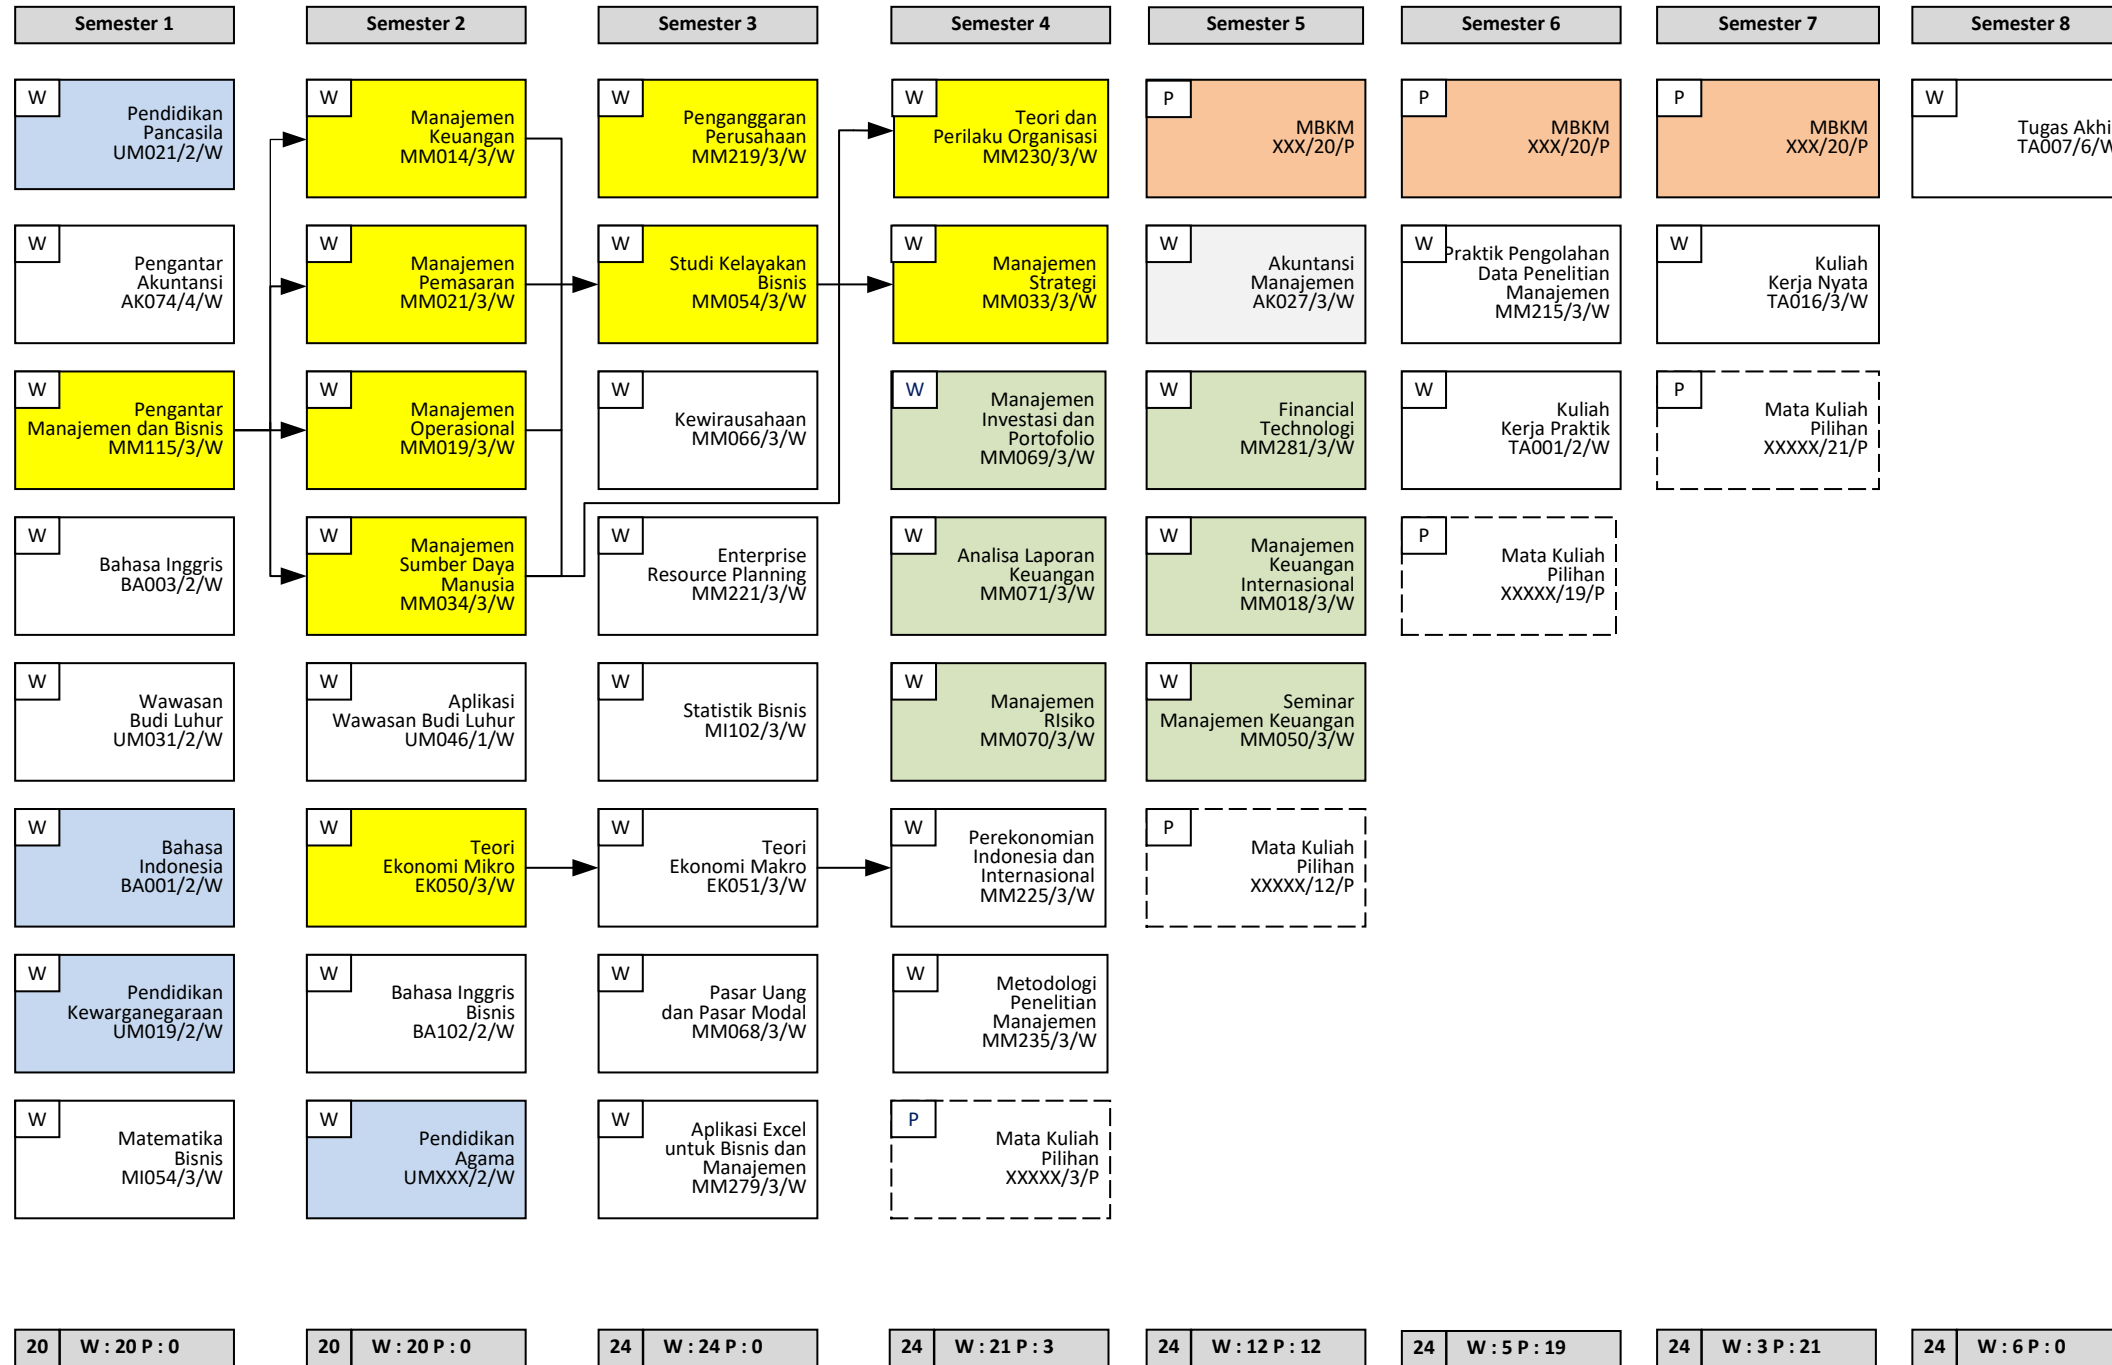 Semester 1
W
Pendidikan
Pancasila
UM021/2/W
W
Pengantar
Akuntansi
AK074/4/W
W
Pengantar
Manajemen dan Bisnis
MM115/3/W
W
Bahasa Inggris
BA003/2/W
W
Wawasan
Budi Luhur
UM031/2/W
W
Bahasa
Indonesia
BA001/2/W
W
Pendidikan
Kewarganegaraan
UM019/2/W
W
Matematika
Bisnis
MI054/3/W
20 W : 20 P : 0
Semester 2
W
Manajemen
Keuangan
MM014/3/W
W
Manajemen
Pemasaran
MM021/3/W
W
Manajemen
Operasional
MM019/3/W
W
Manajemen
Sumber Daya
Manusia
MM034/3/W
W
Aplikasi
Wawasan Budi Luhur
UM046/1/W
W
Teori
Ekonomi Mikro
EK050/3/W
W
Bahasa Inggris
Bisnis
BA102/2/W
W
Pendidikan
Agama
UMXXX/2/W
20 W : 20 P : 0
Semester 3
W
Penganggaran
Perusahaan
MM219/3/W
W
Studi Kelayakan
Bisnis
MM054/3/W
W
Kewirausahaan
MM066/3/W
W
Enterprise
Resource Planning
MM221/3/W
W
Statistik Bisnis
MI102/3/W
W
Teori
Ekonomi Makro
EK051/3/W
W
Pasar Uang
dan Pasar Modal
MM068/3/W
W
Aplikasi Excel
untuk Bisnis dan
Manajemen
MM279/3/W
24 W : 24 P : 0
Semester 4
W
Teori dan
Perilaku Organisasi
MM230/3/W
W
Manajemen
Strategi
MM033/3/W
W
Manajemen
Investasi dan
Portofolio
MM069/3/W
W
Analisa Laporan
Keuangan
MM071/3/W
W
Manajemen
RIsiko
MM070/3/W
W
Perekonomian
Indonesia dan
Internasional
MM225/3/W
W
Metodologi
Penelitian
Manajemen
MM235/3/W
P
Mata Kuliah
Pilihan
XXXXX/3/P
24 W : 21 P : 3
Semester 5
P
MBKM
XXX/20/P
W
Akuntansi
Manajemen
AK027/3/W
W
Financial
Technologi
MM281/3/W
W
Manajemen
Keuangan
Internasional
MM018/3/W
W
Seminar
Manajemen Keuangan
MM050/3/W
P
Mata Kuliah
Pilihan
XXXXX/12/P
24 W : 12 P : 12
Semester 6
P
MBKM
XXX/20/P
W
Praktik Pengolahan
Data Penelitian
Manajemen
MM215/3/W
W
Kuliah
Kerja Praktik
TA001/2/W
P
Mata Kuliah
Pilihan
XXXXX/19/P
24 W : 5 P : 19
Semester 7
P
MBKM
XXX/20/P
W
Kuliah
Kerja Nyata
TA016/3/W
P
Mata Kuliah
Pilihan
XXXXX/21/P
24 W : 3 P : 21
Semester 8
W
Tugas Akhi
TA007/6/W
24 W : 6 P : 0